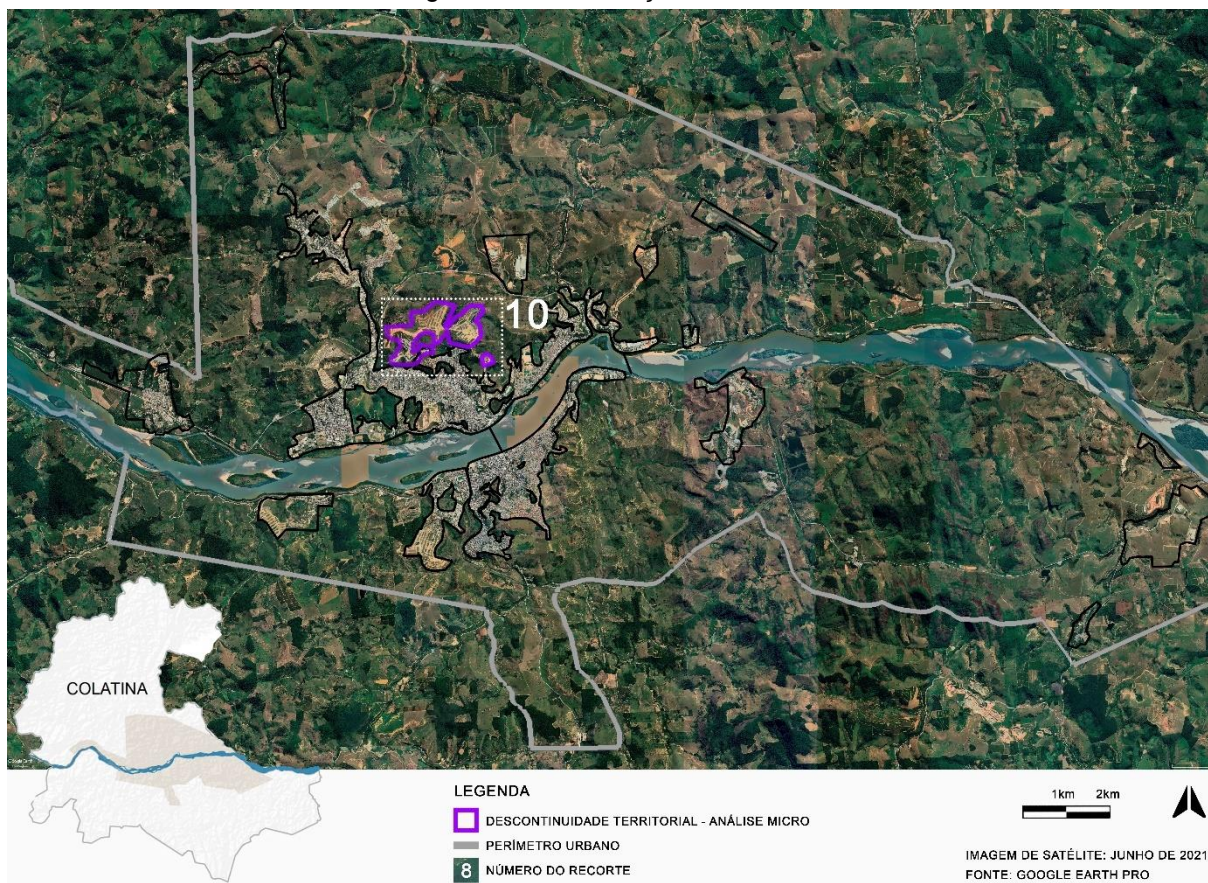 10
COLATINA
LEGENDA
DESCONTINUIDADE TERRITORIAL - ANÁLISE MICRO
PERÍMETRO URBANO
8 NÚMERO DO RECORTE
1km 2km
IMAGEM DE SATÉLITE: JUNHO DE 2021
FONTE: GOOGLE EARTH PRO